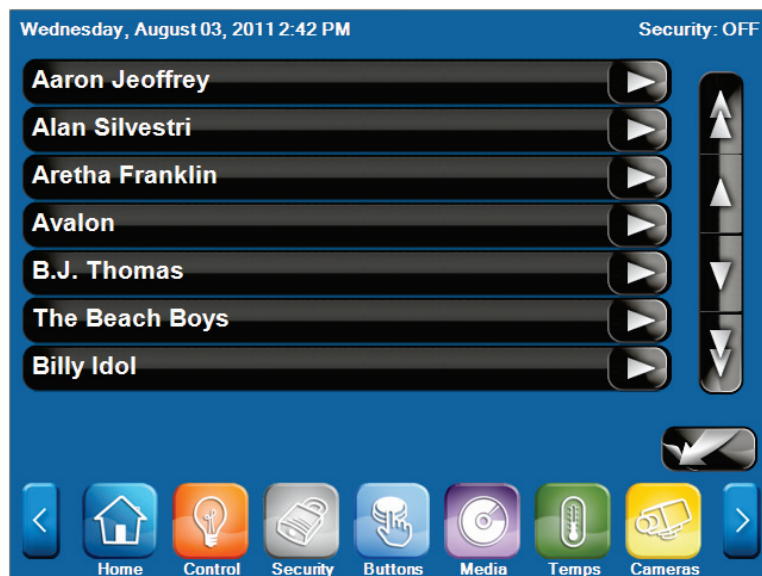 Wednesday, August 03, 2011 2:42 PM Security: OFF
Aaron Jeoffrey
Alan Silvestri
Aretha Franklin
Avalon
B.J. Thomas
The Beach Boys
Billy Idol
Home Control Security Buttons Media Temps Cameras